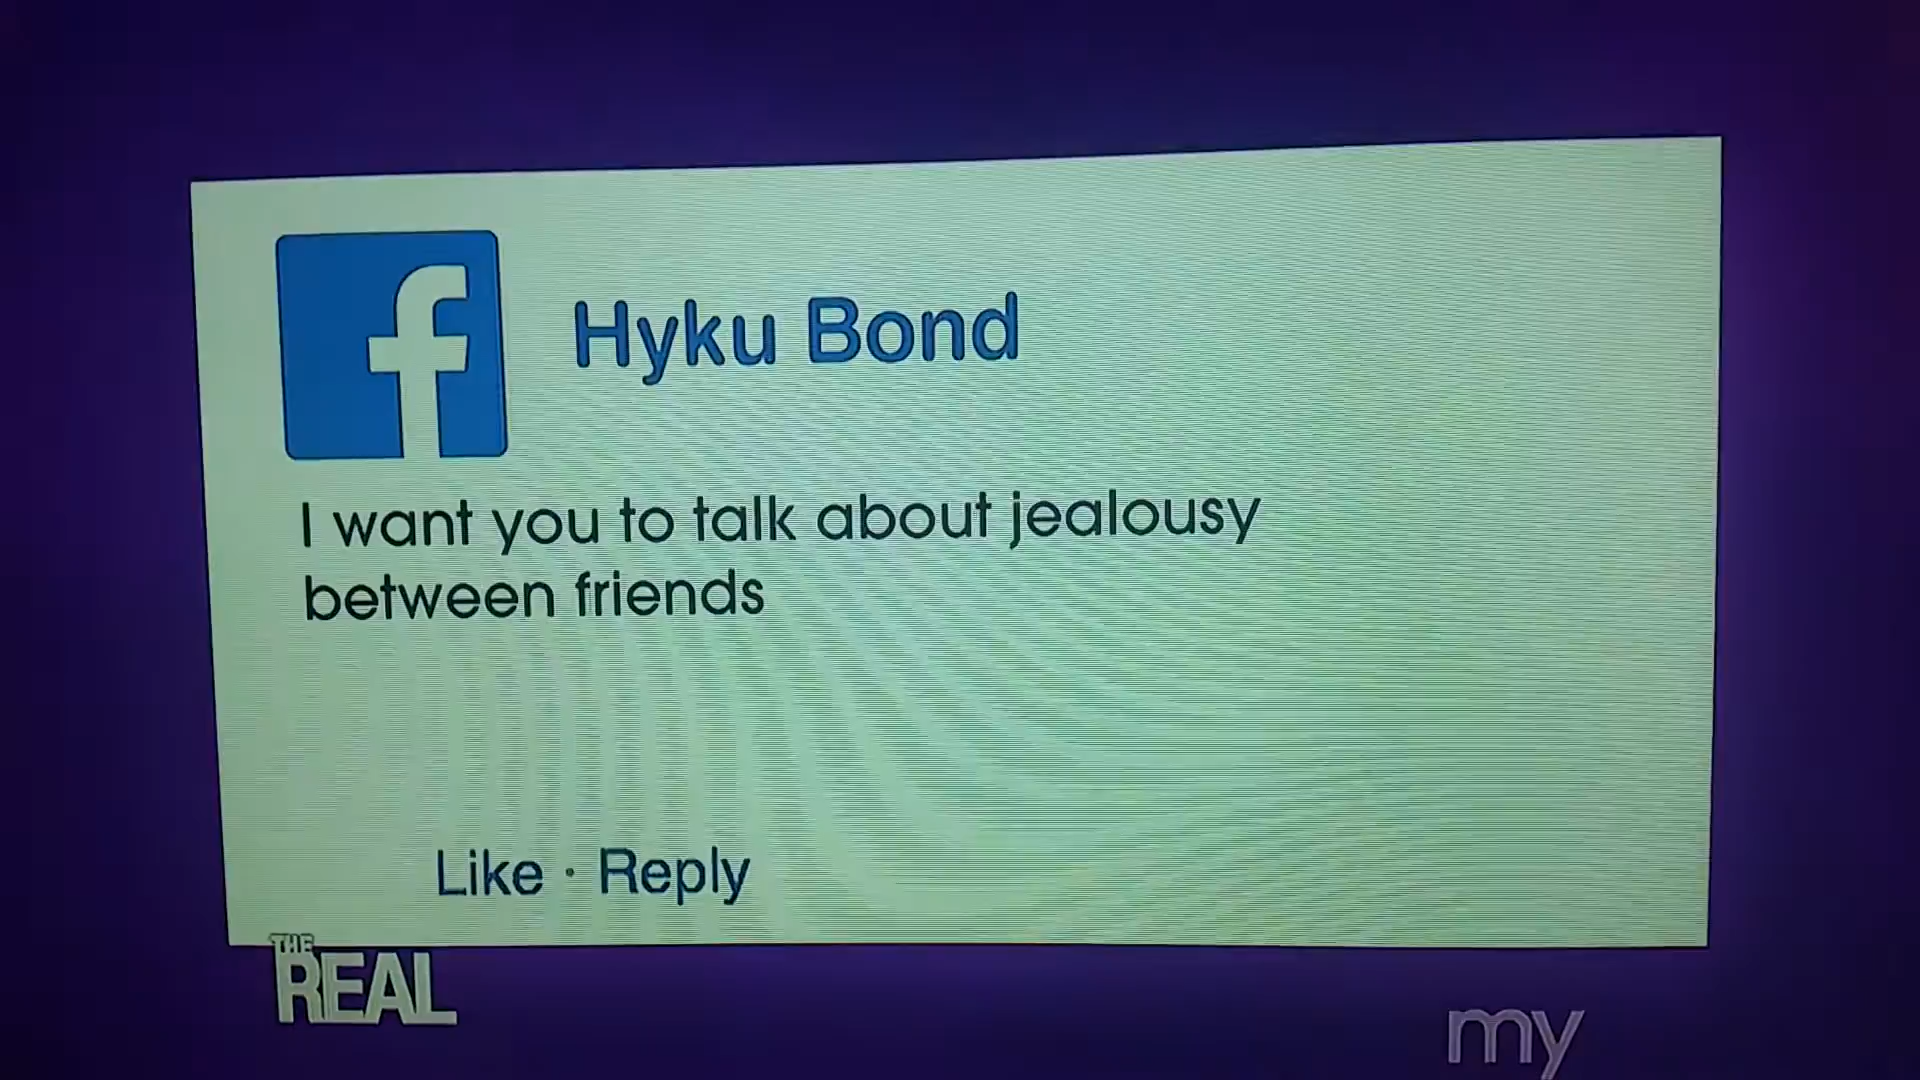 f
Hyku Bond
I want you to talk about jealousy
between friends
Like · Reply
THE
REAL
my